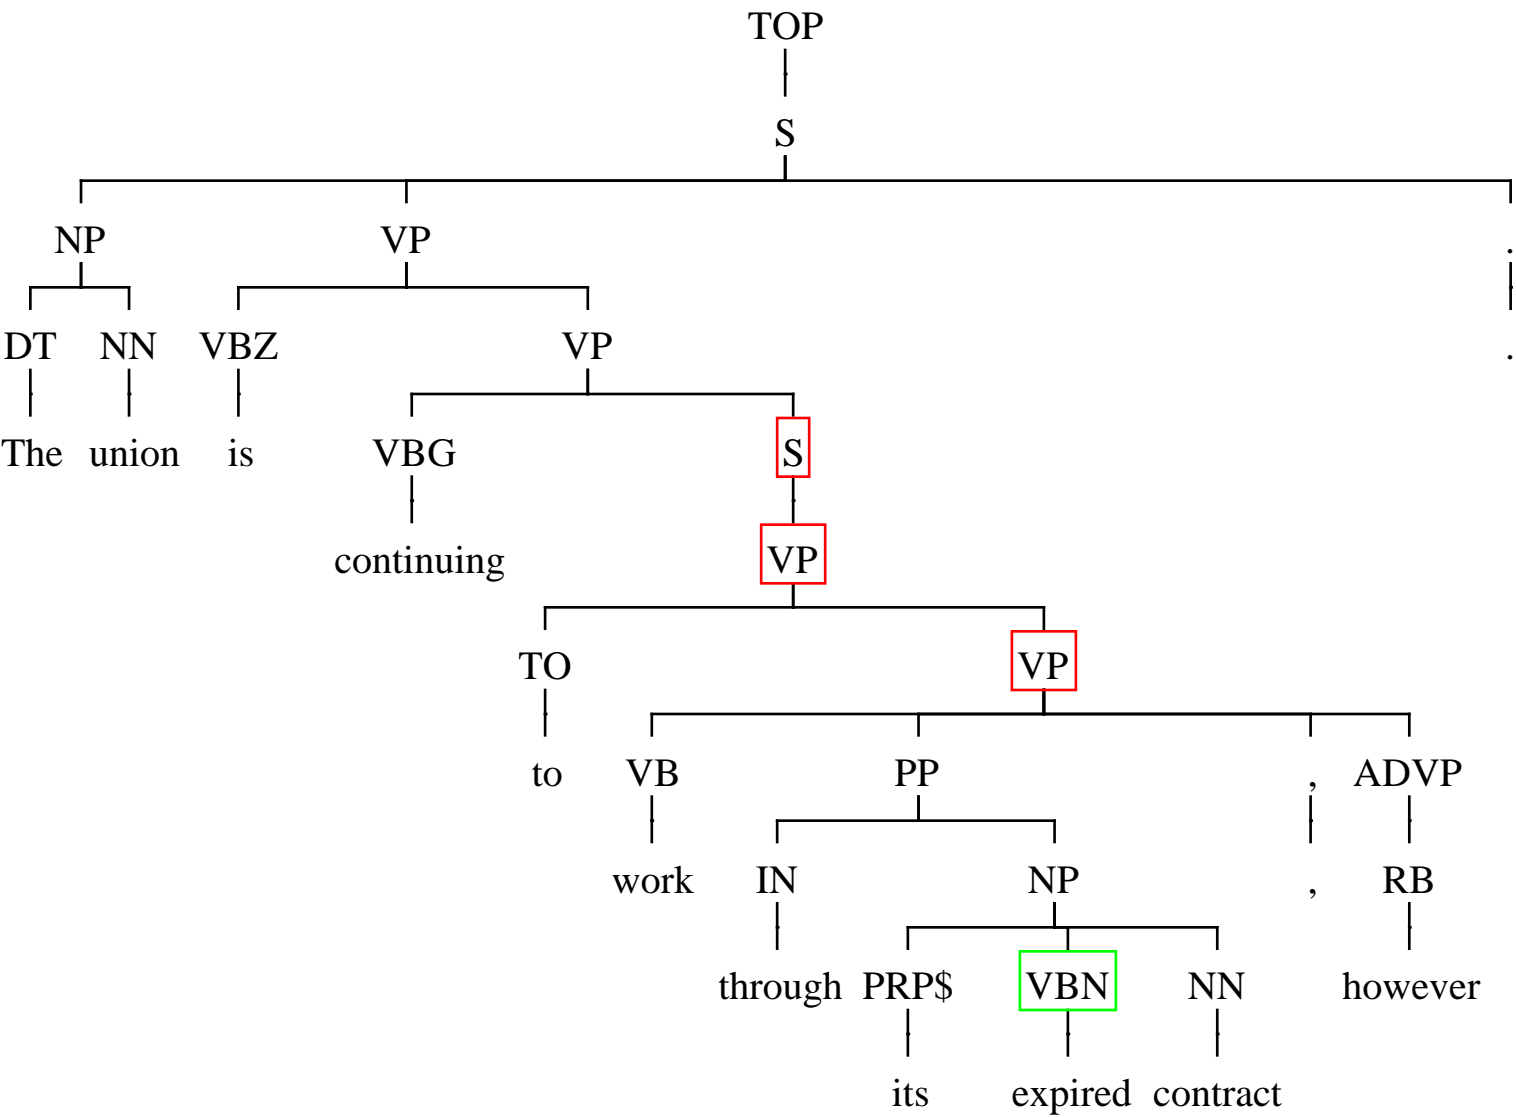 TOP
S
NP VP .
DT NN VBZ VP .
The union is VBG S
continuing VP
TO VP
to VB PP , ADVP
work IN NP , RB
through PRP$ VBN NN however
its expired contract